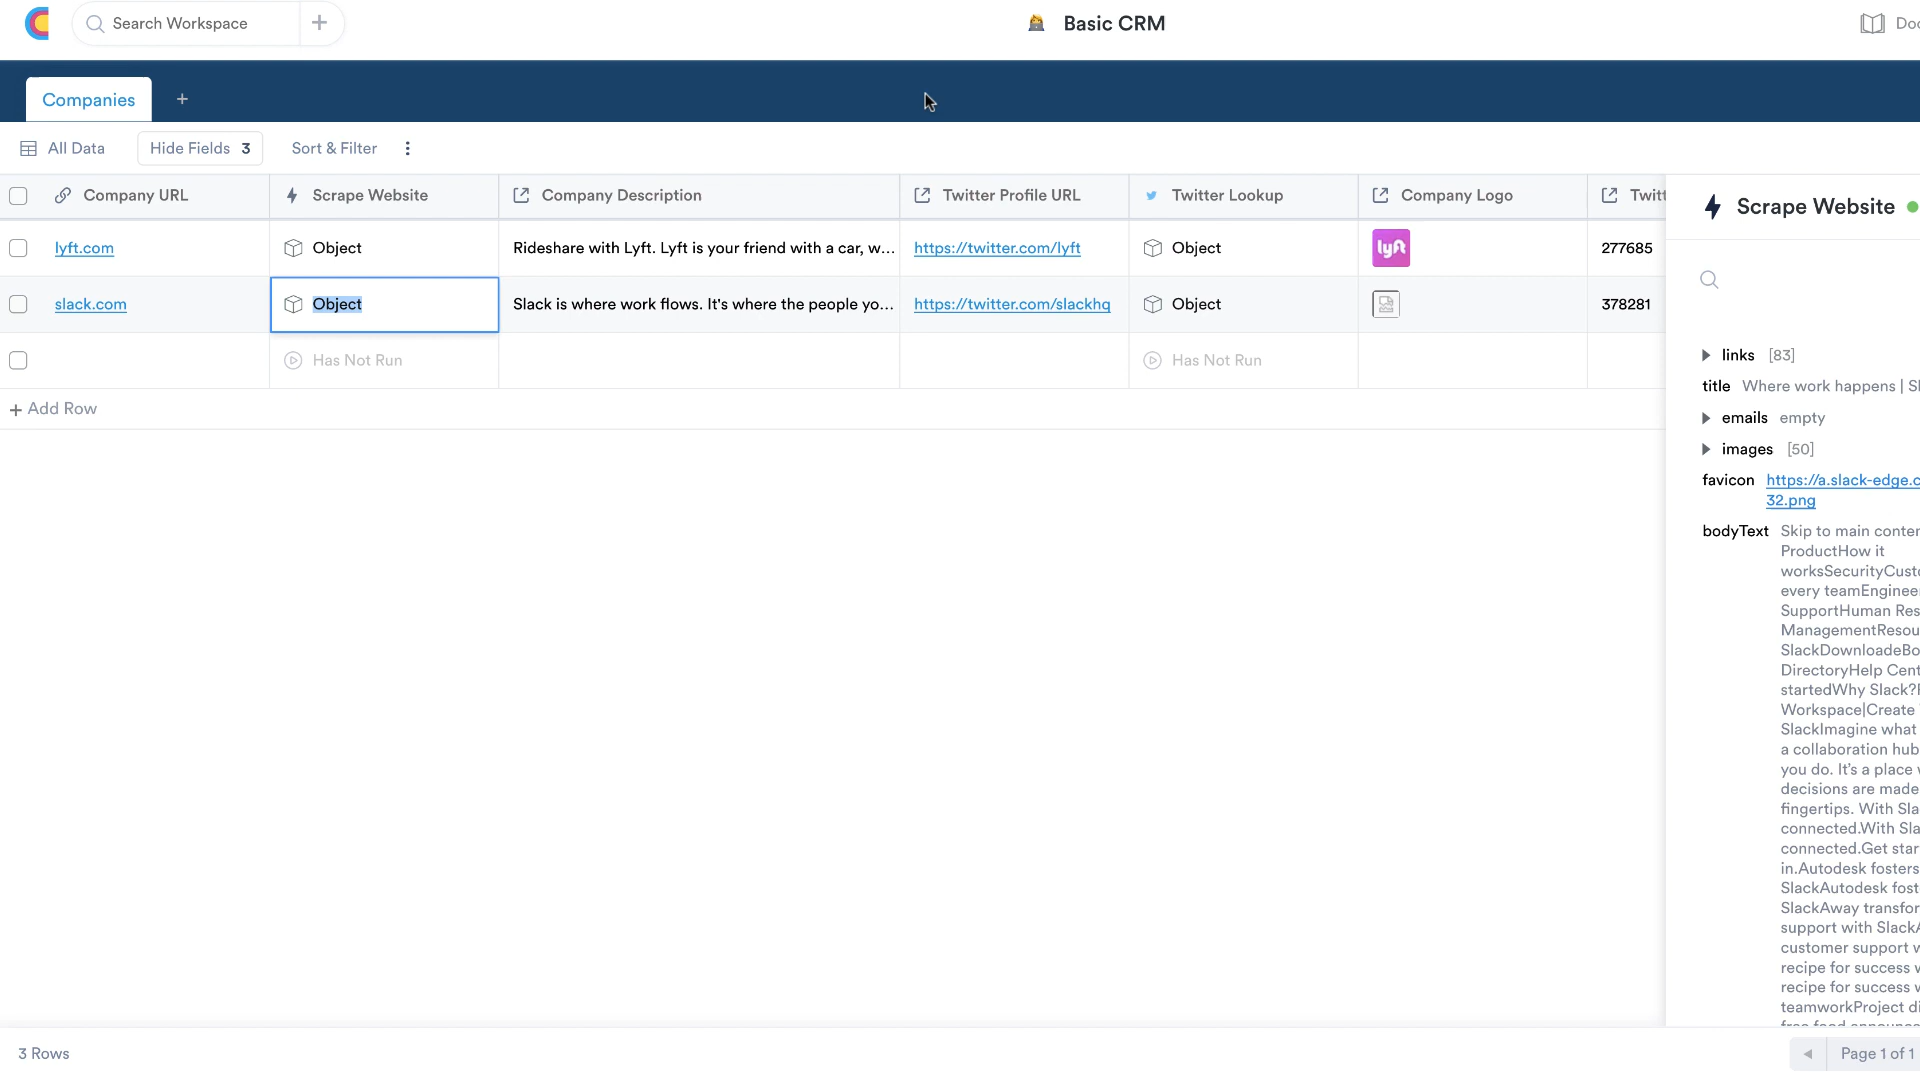 Search Workspace
Basic CRM
Companies
All Data
Hide Fields 3
Sort & Filter
Company URL
Scrape Website
Company Description
Twitter Profile URL
Twitter Lookup
Company Logo
Twitt
lyft.com
Object
Rideshare with Lyft. Lyft is your friend with a car, w...
https://twitter.com/lyft
Object
lyft
277685
slack.com
Object
Slack is where work flows. It's where the people yo...
https://twitter.com/slackhq
Object
378281
Has Not Run
Has Not Run
+ Add Row
Scrape Website
links [83]
title Where work happens | Sl
emails empty
images [50]
favicon https://a.slack-edge.c
32.png
bodyText Skip to main conten
ProductHow it
worksSecurityCusto
every teamEnginee
SupportHuman Res
ManagementResou
SlackDownloadeBo
DirectoryHelp Cent
startedWhy Slack?
Workspace|Create
SlackImagine what
a collaboration hub
you do. It's a place
decisions are made
fingertips. With Sla
connected.With Sla
connected.Get star
in.Autodesk fosters
SlackAutodesk fost
SlackAway transfor
support with Slack
customer support
recipe for success
recipe for success
teamworkProject di
3 Rows
Page 1 of 1